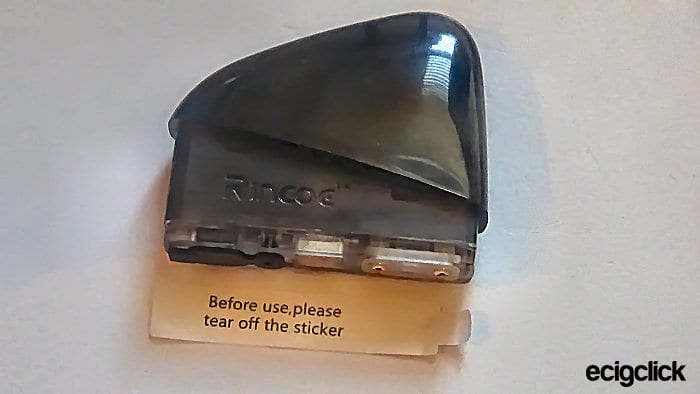 Rincoe
Before use,please
tear off the sticker
ecigclick